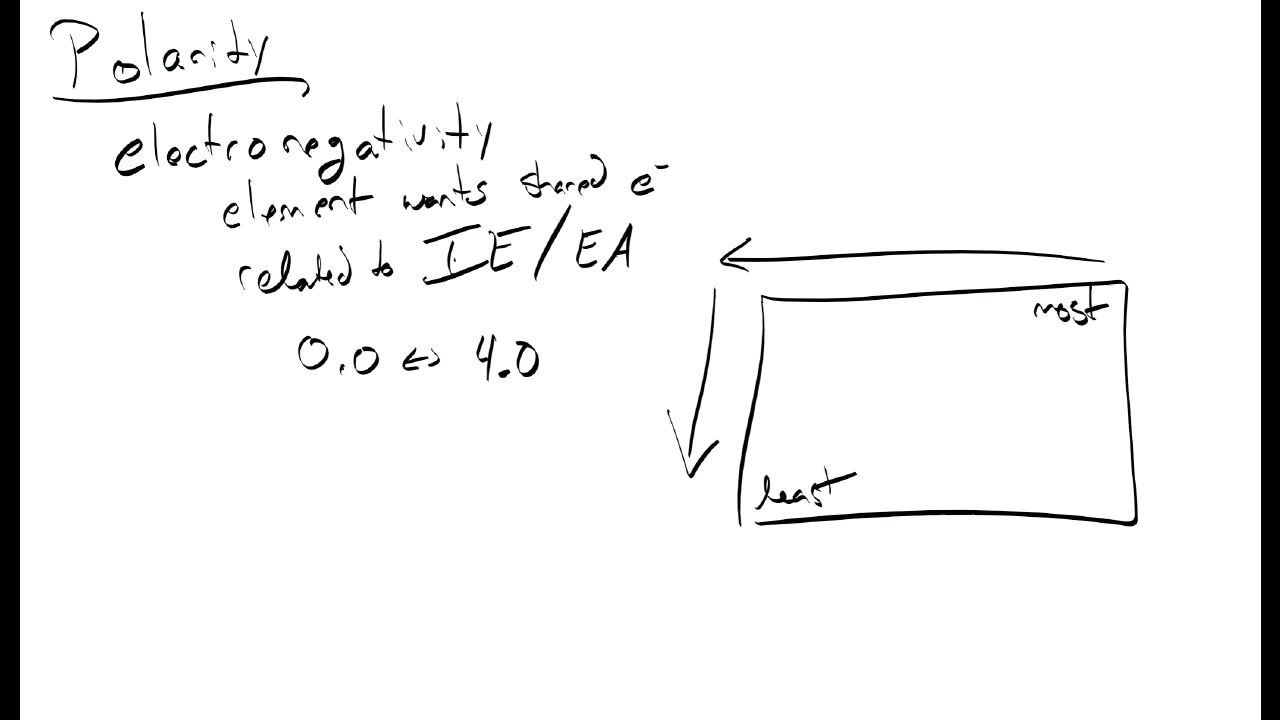 Polarity
electronegativity
element wants shared e⁻
related to IE/EA
0.0 ↔ 4.0
most
least